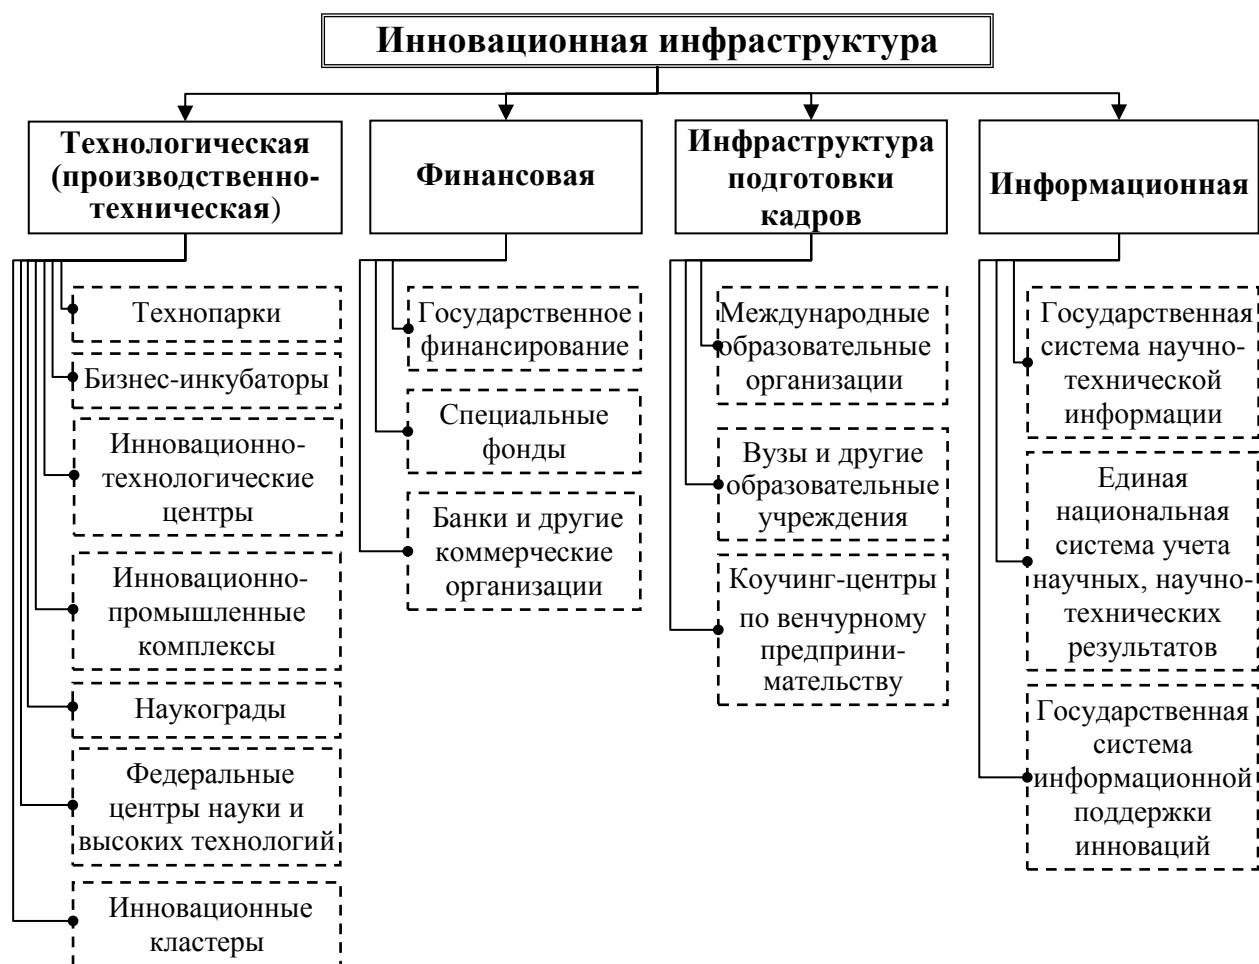 Инновационная инфраструктура
Технологическая
(производственно-
техническая)
Финансовая
Инфраструктура
подготовки
кадров
Информационная
Технопарки
Бизнес-инкубаторы
Инновационно-
технологические
центры
Инновационно-
промышленные
комплексы
Наукограды
Федеральные
центры науки и
высоких технологий
Инновационные
кластеры
Государственное
финансирование
Специальные
фонды
Банки и другие
коммерческие
организации
Международные
образовательные
организации
Вузы и другие
образовательные
учреждения
Коучинг-центры
по венчурному
предприни-
мательству
Государственная
система научно-
технической
информации
Единая
национальная
система учета
научных, научно-
технических
результатов
Государственная
система
информационной
поддержки
инноваций